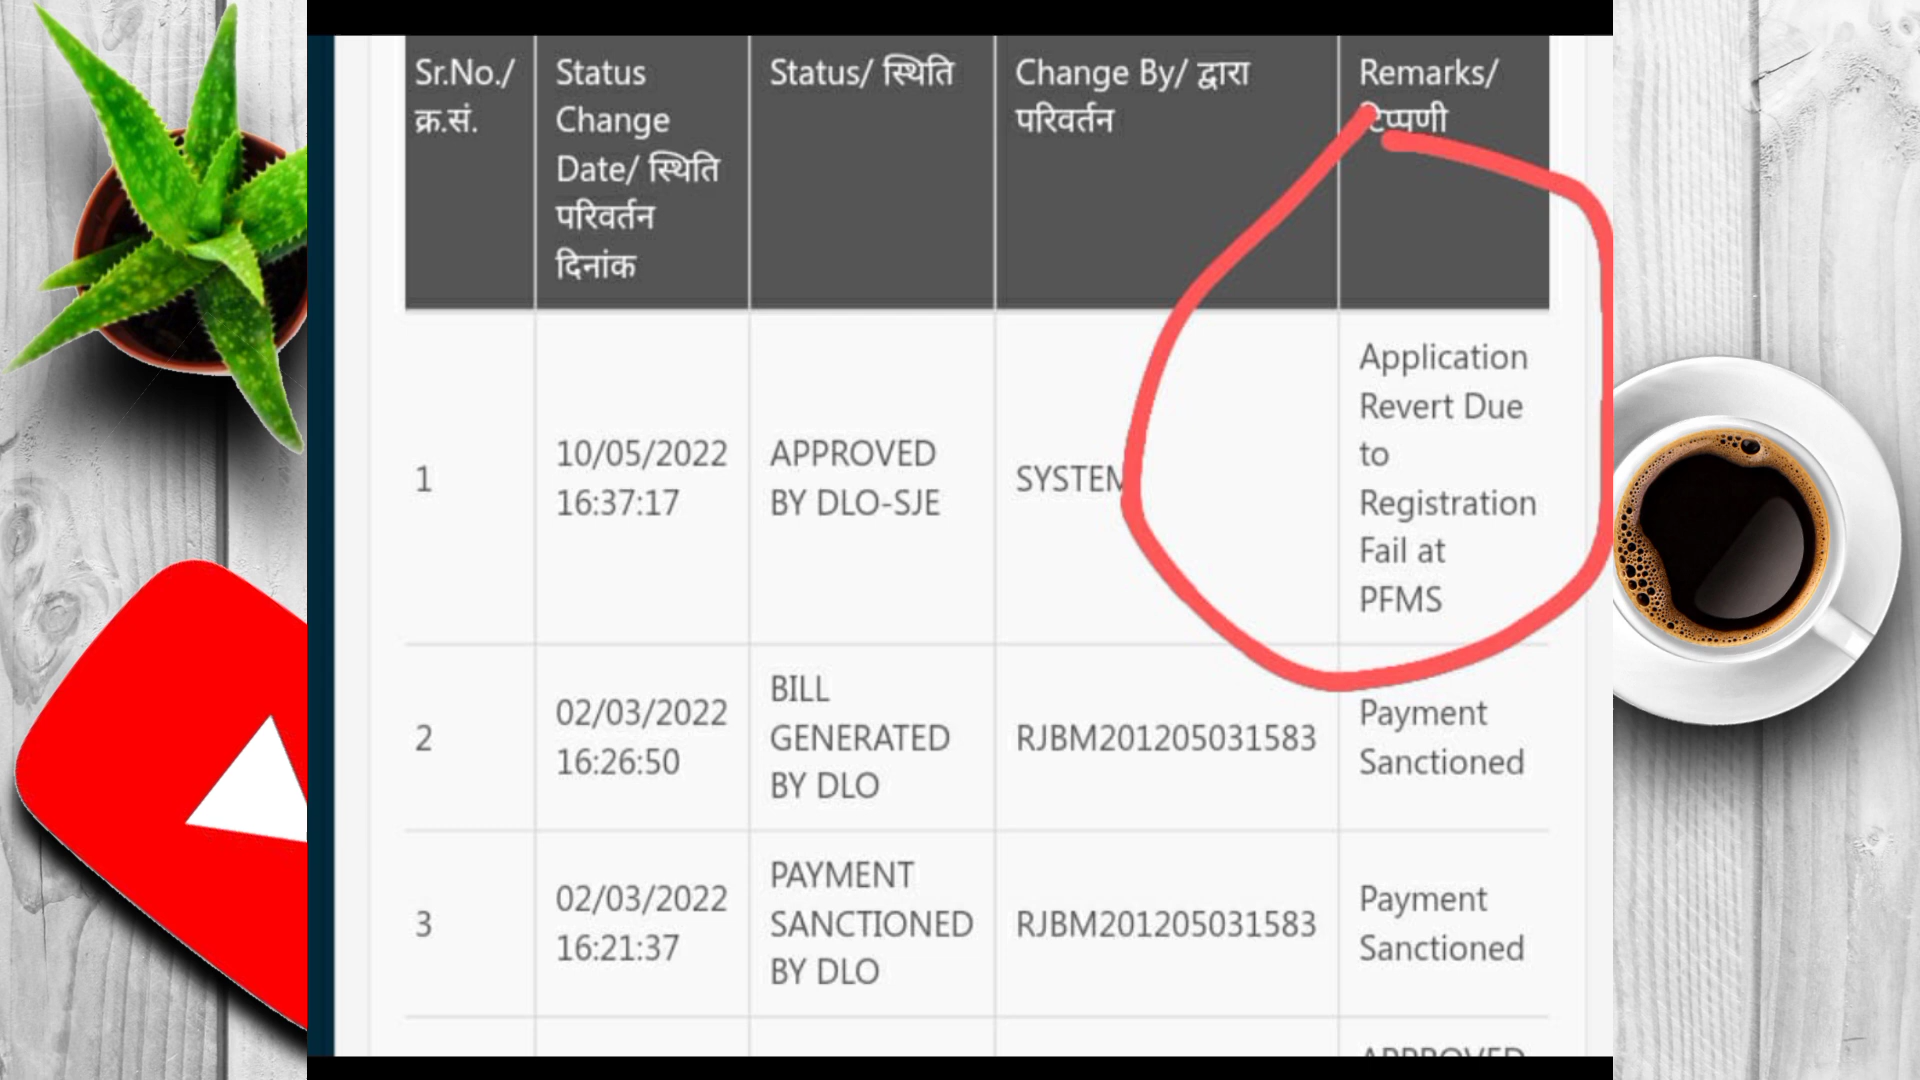 Sr.No./
क्र.सं.
Status
Change
Date/ स्थिति
परिवर्तन
दिनांक
Status/ स्थिति
Change By/ द्वारा
परिवर्तन
Remarks/
टिप्पणी
1
10/05/2022
16:37:17
APPROVED
BY DLO-SJE
SYSTEM
Application
Revert Due
to
Registration
Fail at
PFMS
2
02/03/2022
16:26:50
BILL
GENERATED
BY DLO
RJBM201205031583
Payment
Sanctioned
3
02/03/2022
16:21:37
PAYMENT
SANCTIONED
BY DLO
RJBM201205031583
Payment
Sanctioned
APPROVED